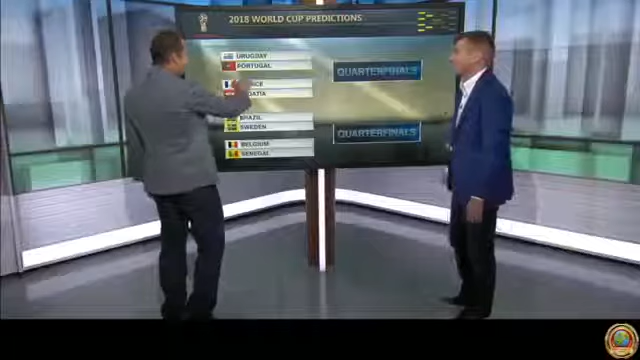 2018 WORLD CUP PREDICTIONS
URUGUAY
PORTUGAL
QUARTERFINALS
BRAZIL
SWEDEN
QUARTERFINALS
BELGIUM
SENEGAL